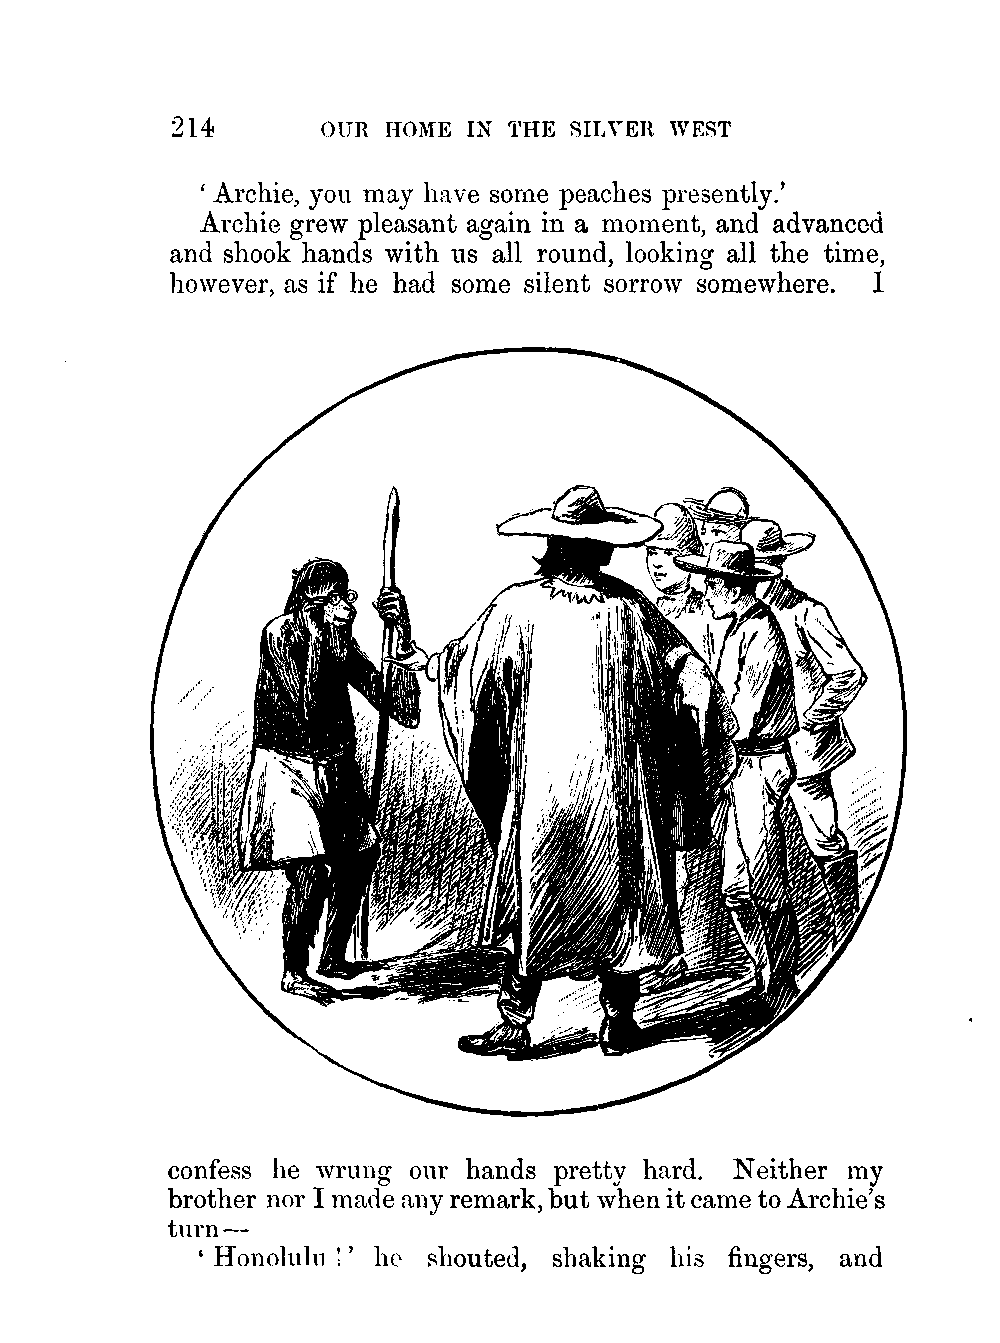 214 OUR HOME IN THE SILVER WEST
‘ Archie, you may have some peaches presently.’
Archie grew pleasant again in a moment, and advanced
and shook hands with us all round, looking all the time,
however, as if he had some silent sorrow somewhere. I
confess he wrung our hands pretty hard. Neither my
brother nor I made any remark, but when it came to Archie’s
turn—
‘ Honolulu !’ he shouted, shaking his fingers, and